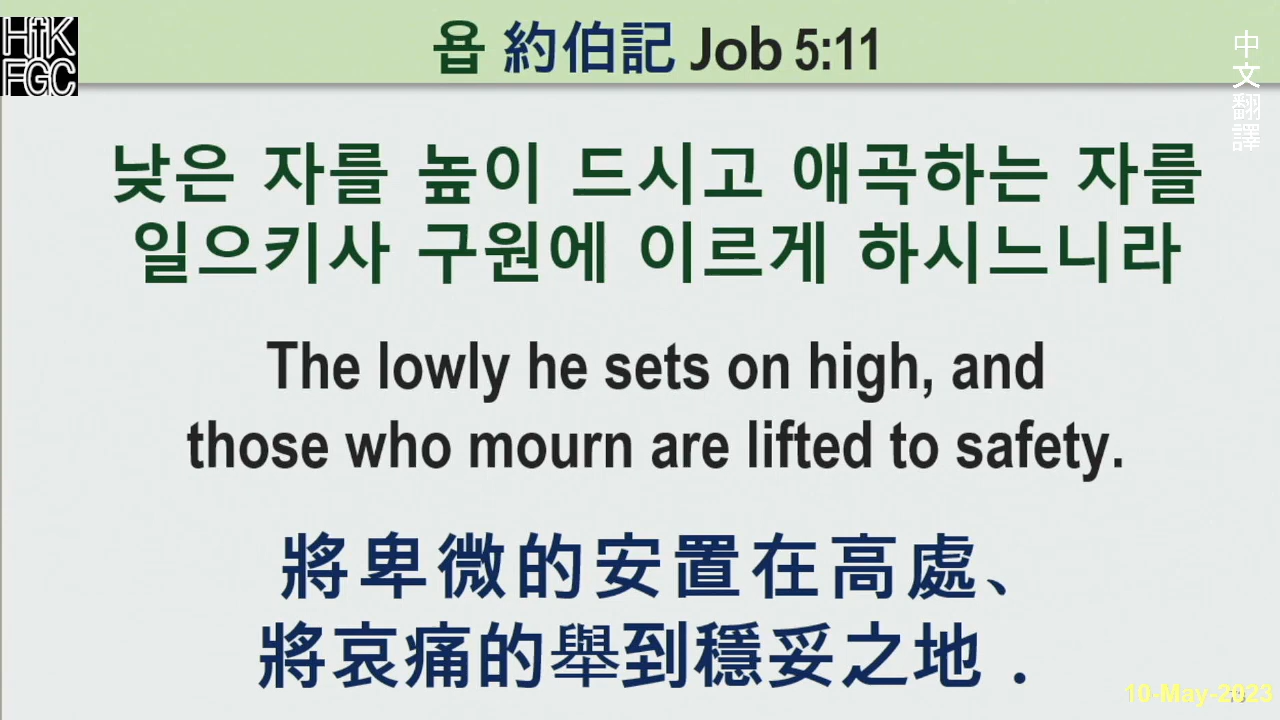 HfK
FGC
욥 約伯記 Job 5:11
中文翻譯
낮은 자를 높이 드시고 애곡하는 자를
일으키사 구원에 이르게 하시느니라
The lowly he sets on high, and
those who mourn are lifted to safety.
將卑微的安置在高處、
將哀痛的舉到穩妥之地．
10-May-2023